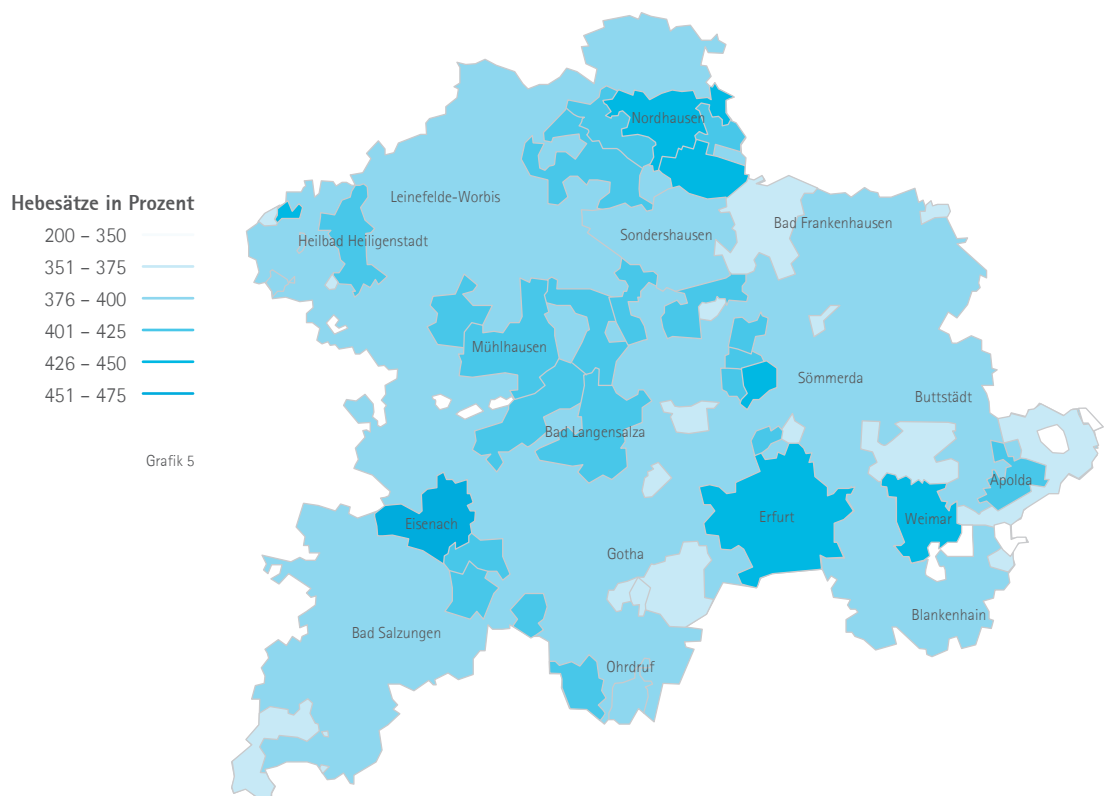 Nordhausen
Leinefelde-Worbis
Hebesätze in Prozent
Bad Frankenhausen
200 – 350
Sondershausen
Heilbad Heiligenstadt
351 – 375
376 – 400
401 – 425
Mühlhausen
426 – 450
Sömmerda
451 – 475
Buttstädt
Bad Langensalza
Grafik 5
Apolda
Erfurt
Weimar
Eisenach
Gotha
Blankenhain
Bad Salzungen
Ohrdruf